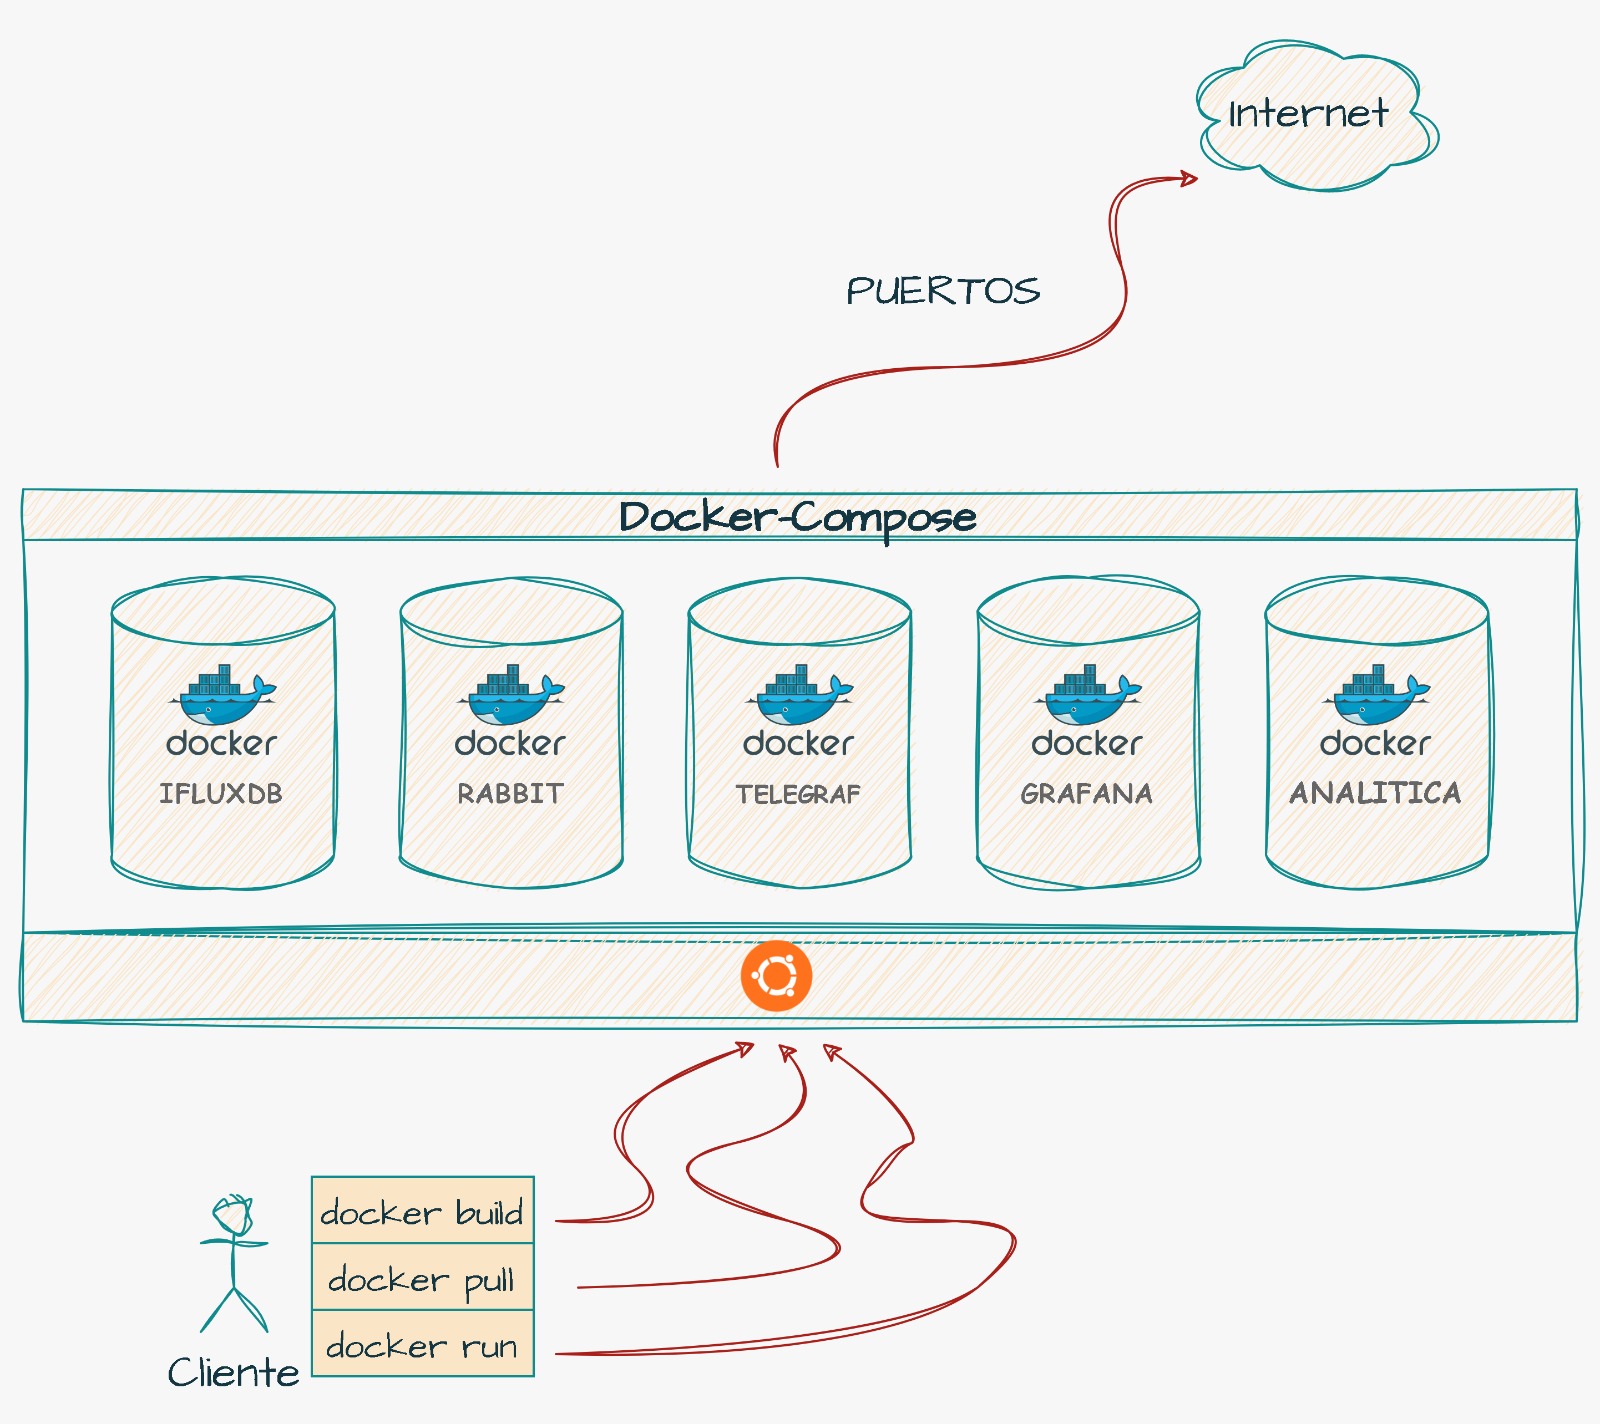 Internet
PUERTOS
Docker-Compose
docker
IFLUXDB
docker
RABBIT
docker
TELEGRAF
docker
GRAFANA
docker
ANALITICA
docker build
docker pull
docker run
Cliente